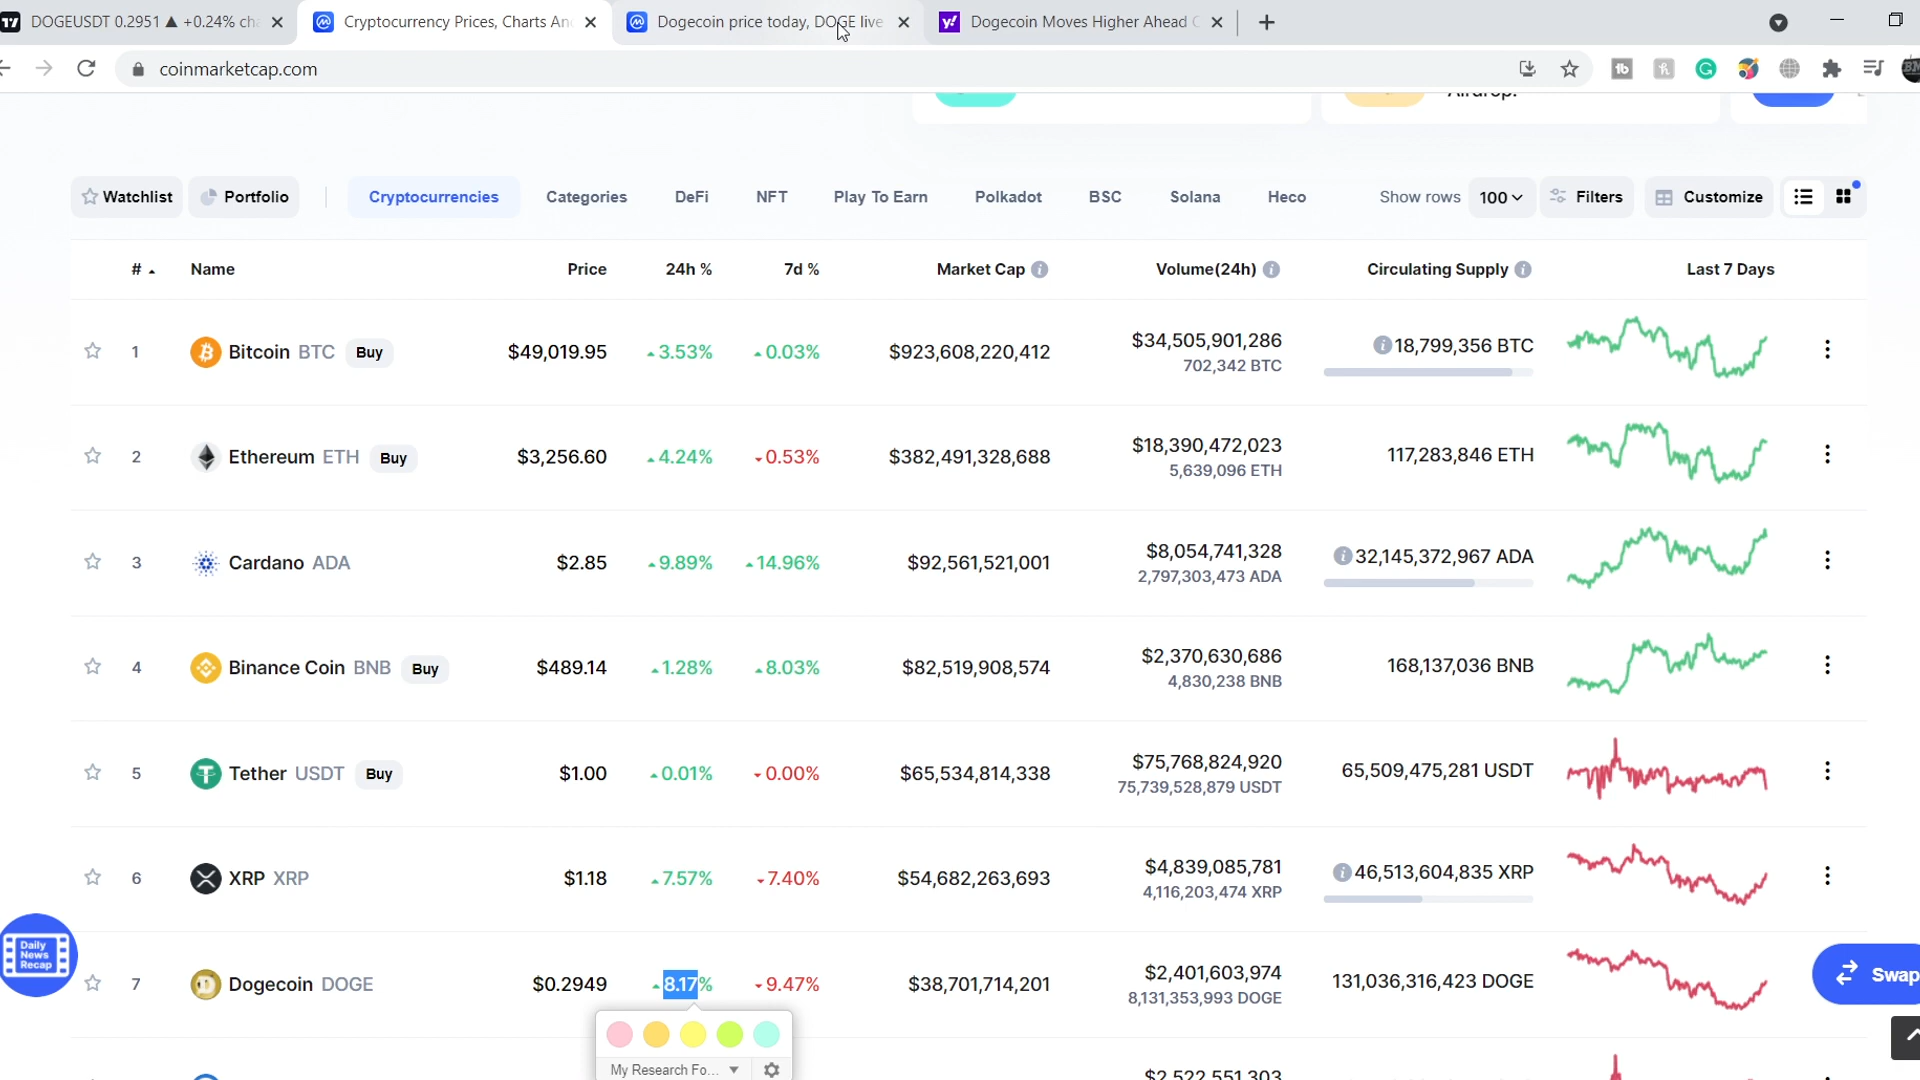 DOGEUSDT 0.2951 ▲ +0.24% cha
Cryptocurrency Prices, Charts An
Dogecoin price today, DOGE live
Dogecoin Moves Higher Ahead O
coinmarketcap.com
Airdrop!
Watchlist
Portfolio
Cryptocurrencies
Categories
DeFi
NFT
Play To Earn
Polkadot
BSC
Solana
Heco
Show rows
100
Filters
Customize
# Name Price 24h % 7d % Market Cap Volume(24h) Circulating Supply Last 7 Days
1 Bitcoin BTC Buy $49,019.95 3.53% 0.03% $923,608,220,412 $34,505,901,286 18,799,356 BTC
702,342 BTC
2 Ethereum ETH Buy $3,256.60 4.24% 0.53% $382,491,328,688 $18,390,472,023 117,283,846 ETH
5,639,096 ETH
3 Cardano ADA $2.85 9.89% 14.96% $92,561,521,001 $8,054,741,328 32,145,372,967 ADA
2,797,303,473 ADA
4 Binance Coin BNB Buy $489.14 1.28% 8.03% $82,519,908,574 $2,370,630,686 168,137,036 BNB
4,830,238 BNB
5 Tether USDT Buy $1.00 0.01% 0.00% $65,534,814,338 $75,768,824,920 65,509,475,281 USDT
75,739,528,879 USDT
6 XRP XRP $1.18 7.57% 7.40% $54,682,263,693 $4,839,085,781 46,513,604,835 XRP
4,116,203,474 XRP
Daily
News
Recap
7 Dogecoin DOGE $0.2949 8.17% 9.47% $38,701,714,201 $2,401,603,974 131,036,316,423 DOGE
8,131,353,993 DOGE
Swap
My Research Fo...
$2,522,551,303